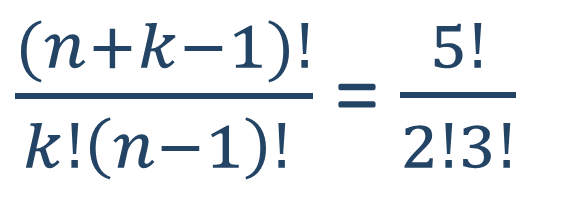 (n+k−1)! / k!(n−1)! = 5! / 2!3!